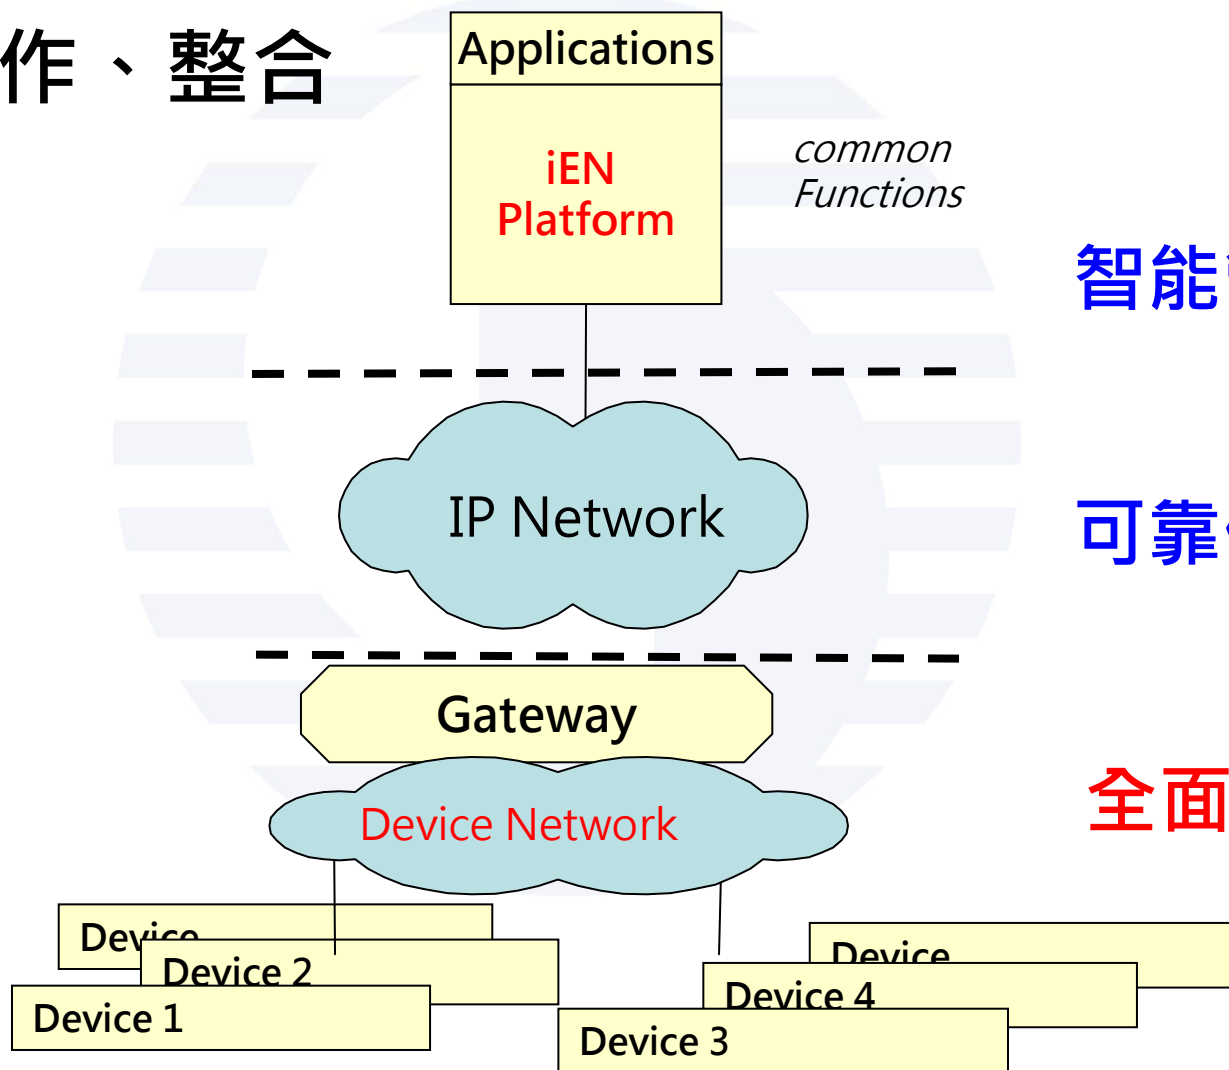 作、整合
Applications
iEN
Platform
common
Functions
智能
IP Network
可靠
Gateway
Device Network
全面
Device
Device 2
Device 1
Device
Device 4
Device 3